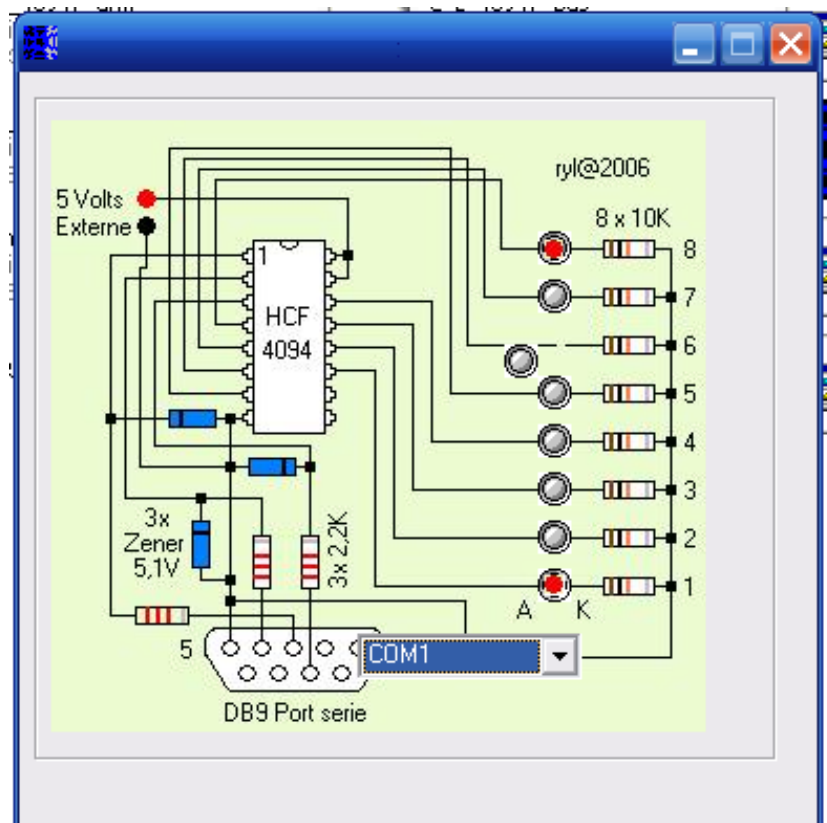 ryl@2006
5 Volts
Externe
8 x 10K
1
HCF
4094
8
7
6
5
4
3
2
1
3x
Zener
5,1V
3x 2,2K
A K
5
COM1
DB9 Port serie